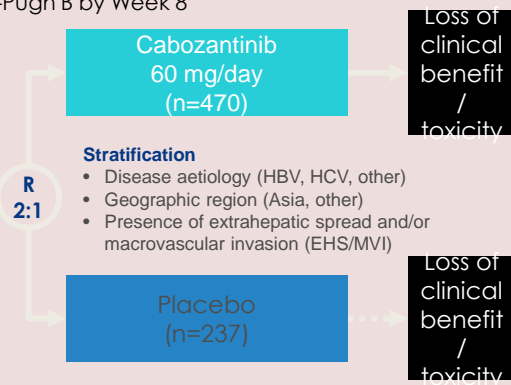 -Pugh B by Week 8
Cabozantinib
60 mg/day
(n=470)
Loss of
clinical
benefit
/
toxicity
Stratification
• Disease aetiology (HBV, HCV, other)
• Geographic region (Asia, other)
• Presence of extrahepatic spread and/or
macrovascular invasion (EHS/MVI)
R
2:1
Placebo
(n=237)
Loss of
clinical
benefit
/
toxicity